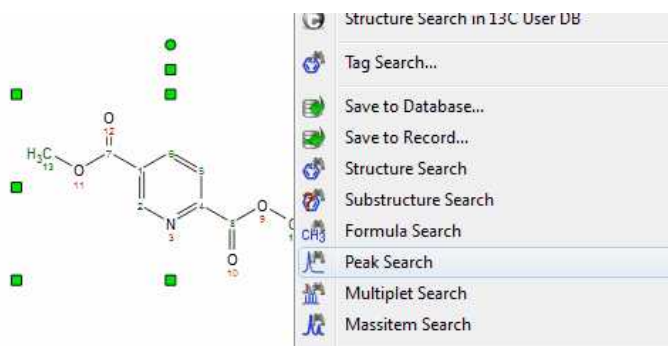 Structure Search in 13C User DB
Tag Search...
Save to Database...
Save to Record...
Structure Search
Substructure Search
CH3 Formula Search
Peak Search
Multiplet Search
Massitem Search
O
12
H₃C
13
7
O
11
6
5
2
4
N
3
8
O
9
O
10